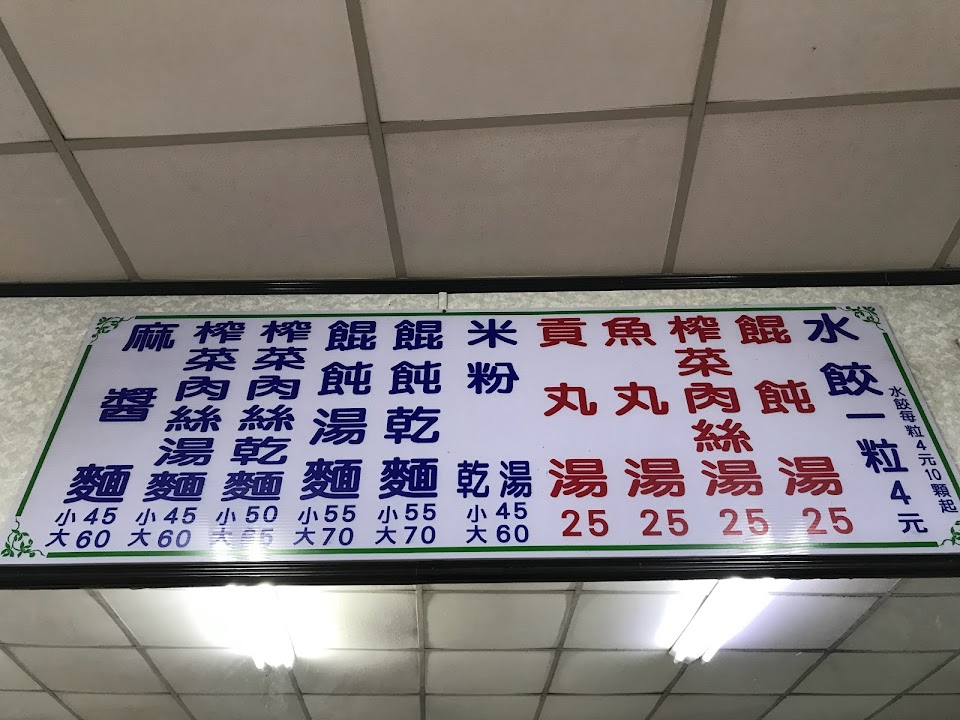 水餃一粒4元
水餃每粒4元10顆起
餛飩湯 25
榨菜肉絲湯 25
魚丸湯 25
貢丸湯 25
米粉 乾湯 小45 大60
餛飩乾麵 小55 大70
餛飩湯麵 小55 大70
榨菜肉絲乾麵 小50 大65
榨菜肉絲湯麵 小45 大60
麻醬麵 小45 大60